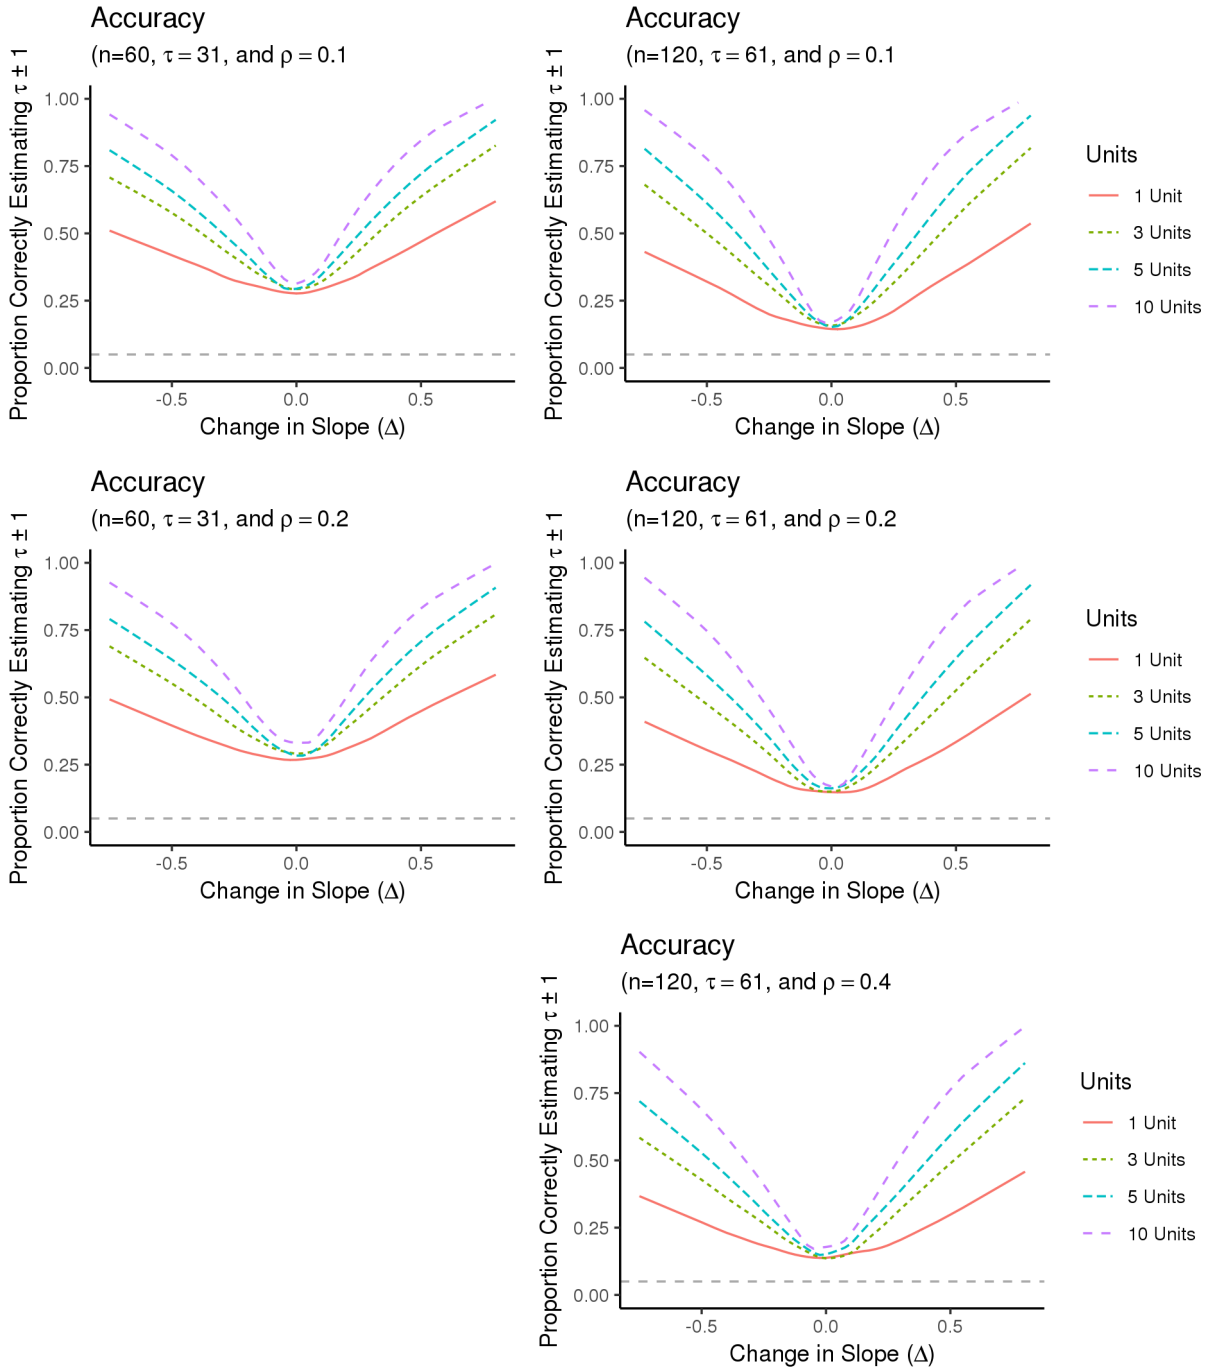 Accuracy
(n=60, τ = 31, and ρ = 0.1
Proportion Correctly Estimating τ ± 1
1.00
0.75
0.50
0.25
0.00
-0.5
0.0
0.5
Change in Slope (Δ)
Accuracy
(n=120, τ = 61, and ρ = 0.1
Proportion Correctly Estimating τ ± 1
1.00
0.75
0.50
0.25
0.00
-0.5
0.0
0.5
Change in Slope (Δ)
Units
1 Unit
3 Units
5 Units
10 Units
Accuracy
(n=60, τ = 31, and ρ = 0.2
Proportion Correctly Estimating τ ± 1
1.00
0.75
0.50
0.25
0.00
-0.5
0.0
0.5
Change in Slope (Δ)
Accuracy
(n=120, τ = 61, and ρ = 0.2
Proportion Correctly Estimating τ ± 1
1.00
0.75
0.50
0.25
0.00
-0.5
0.0
0.5
Change in Slope (Δ)
Units
1 Unit
3 Units
5 Units
10 Units
Accuracy
(n=120, τ = 61, and ρ = 0.4
Proportion Correctly Estimating τ ± 1
1.00
0.75
0.50
0.25
0.00
-0.5
0.0
0.5
Change in Slope (Δ)
Units
1 Unit
3 Units
5 Units
10 Units